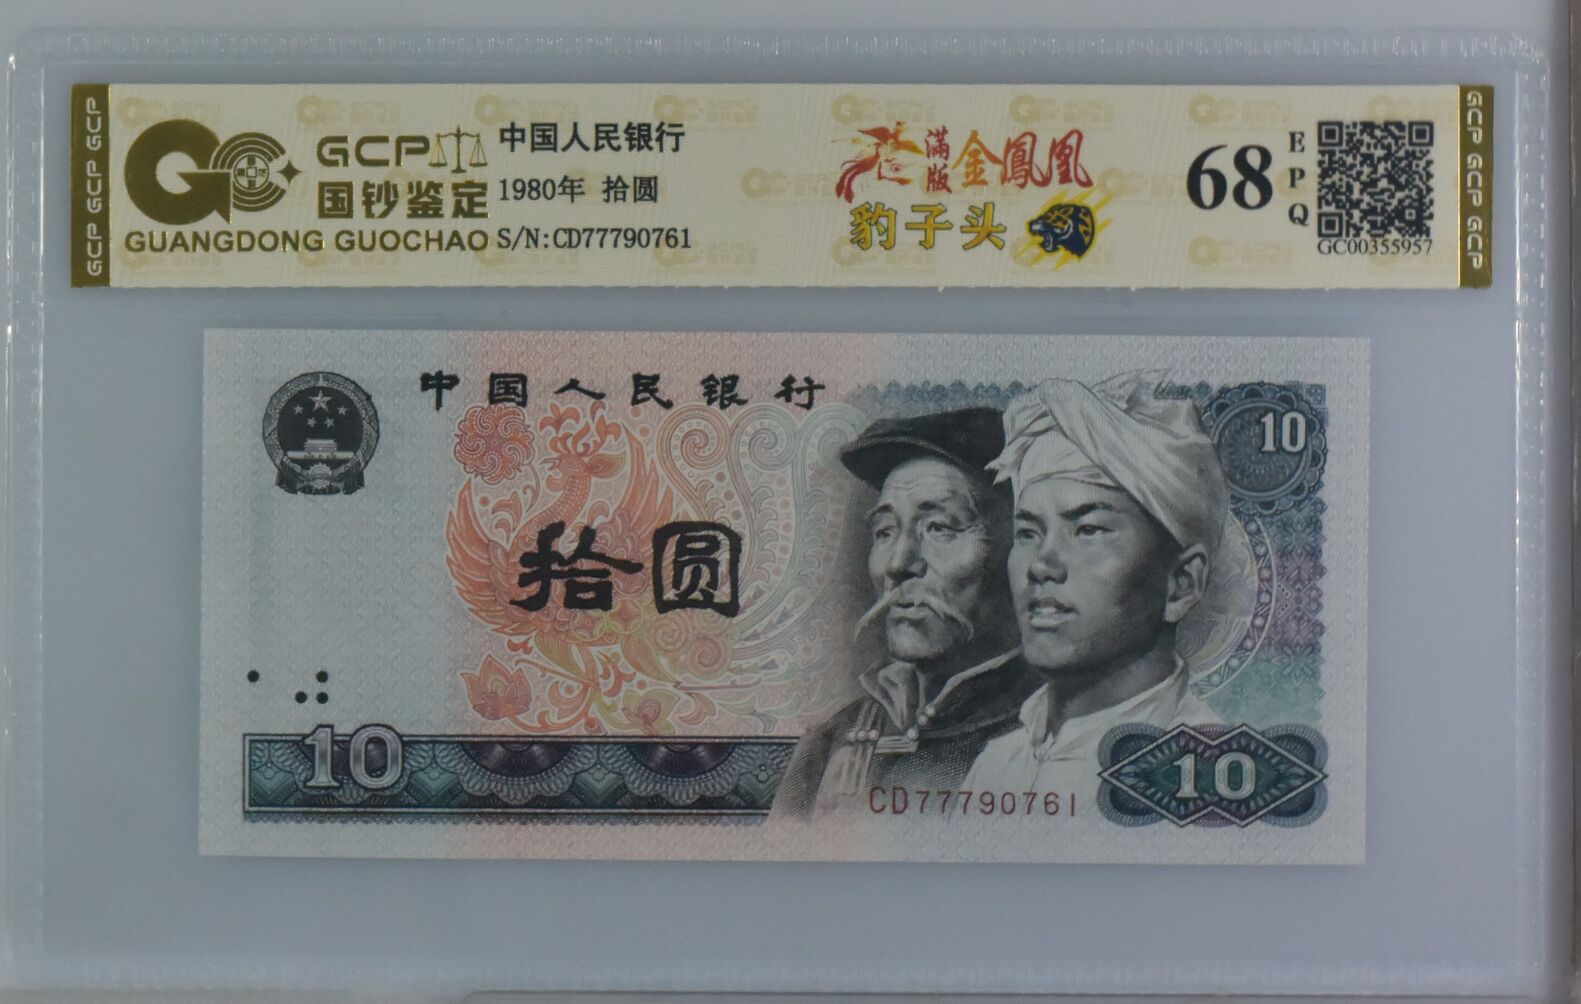 GCP GCP GCP
GCP
国钞鉴定
GUANGDONG GUOCHAO
中国人民银行
1980年 拾圆
S/N:CD77790761
满版金鳳凰
豹子头
68
EPQ
GC00355957
GCP GCP GCP
中国人民银行
10
拾圆
10
CD77790761
10